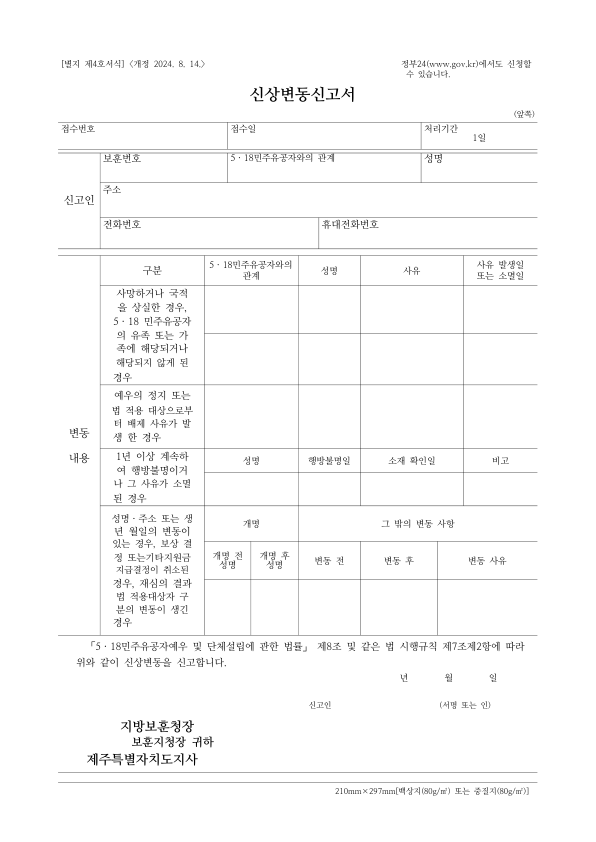 [별지 제4호서식] 〈개정 2024. 8. 14.〉
정부24(www.gov.kr)에서도 신청할
수 있습니다.
신상변동신고서
(앞쪽)
접수번호
접수일
처리기간
1일
신고인
보훈번호
5ㆍ18민주유공자와의 관계
성명
주소
전화번호
휴대전화번호
변동
내용
구분
5ㆍ18민주유공자와의
관계
성명
사유
사유 발생일
또는 소멸일
사망하거나 국적
을 상실한 경우,
5ㆍ18 민주유공자
의 유족 또는 가
족에 해당되거나
해당되지 않게 된
경우
예우의 정지 또는
법 적용 대상으로부
터 배제 사유가 발
생 한 경우
1년 이상 계속하
여 행방불명이거
나 그 사유가 소멸
된 경우
성명
행방불명일
소재 확인일
비고
성명ㆍ주소 또는 생
년 월일의 변동이
있는 경우, 보상 결
정 또는기타지원금
지급결정이 취소된
경우, 재심의 결과
법 적용대상자 구
분의 변동이 생긴
경우
개명
그 밖의 변동 사항
개명 전
성명
개명 후
성명
변동 전
변동 후
변동 사유
「5ㆍ18민주유공자예우 및 단체설립에 관한 법률」 제8조 및 같은 법 시행규칙 제7조제2항에 따라
위와 같이 신상변동을 신고합니다.
년 월 일
신고인 (서명 또는 인)
지방보훈청장
보훈지청장 귀하
제주특별자치도지사
210mm×297mm[백상지(80g/㎡) 또는 중질지(80g/㎡)]